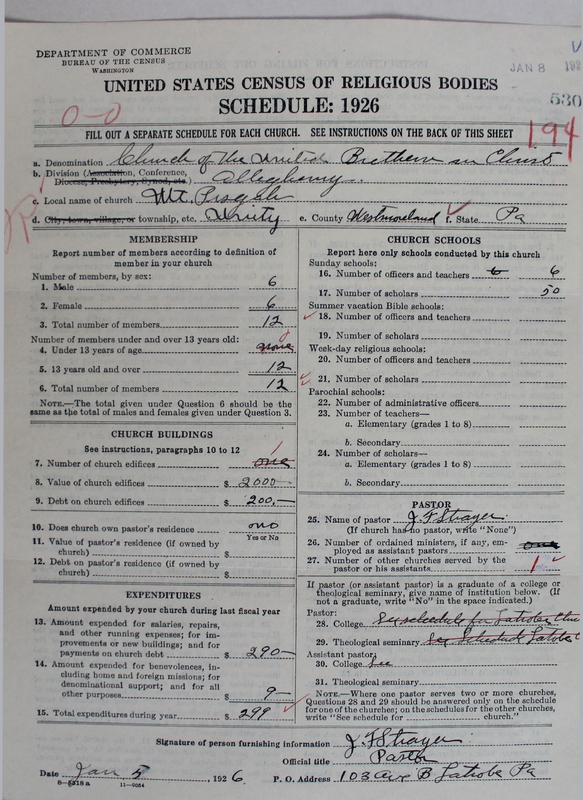 DEPARTMENT OF COMMERCE
BUREAU OF THE CENSUS
WASHINGTON
JAN 8 192
UNITED STATES CENSUS OF RELIGIOUS BODIES
SCHEDULE: 1926
530
0-0
194
FILL OUT A SEPARATE SCHEDULE FOR EACH CHURCH. SEE INSTRUCTIONS ON THE BACK OF THIS SHEET
a. Denomination Church of the United Brethern in Christ
b. Division (Association, Conference, Diocese, Presbytery, Synod, etc.) Allegheny.
c. Local name of church Mt. Pisgah
d. City, town, village, or township, etc. Unity e. County Westmoreland f. State Pa
MEMBERSHIP
Report number of members according to definition of member in your church
Number of members, by sex:
1. Male 6
2. Female 6
3. Total number of members 12
Number of members under and over 13 years old:
4. Under 13 years of age none
5. 13 years old and over 12
6. Total number of members 12
NOTE.—The total given under Question 6 should be the same as the total of males and females given under Question 3.
CHURCH BUILDINGS
See instructions, paragraphs 10 to 12
7. Number of church edifices one 1
8. Value of church edifices $ 2000—
9. Debt on church edifices $ 200,—
10. Does church own pastor's residence no
Yes or No
11. Value of pastor's residence (if owned by church) $
12. Debt on pastor's residence (if owned by church) $
EXPENDITURES
Amount expended by your church during last fiscal year
13. Amount expended for salaries, repairs, and other running expenses; for improvements or new buildings; and for payments on church debt $ 290—
14. Amount expended for benevolences, including home and foreign missions; for denominational support; and for all other purposes $ 9—
15. Total expenditures during year $ 299
CHURCH SCHOOLS
Report here only schools conducted by this church
Sunday schools:
16. Number of officers and teachers 6 6
17. Number of scholars 50
Summer vacation Bible schools:
18. Number of officers and teachers
19. Number of scholars
Week-day religious schools:
20. Number of officers and teachers
21. Number of scholars
Parochial schools:
22. Number of administrative officers
23. Number of teachers—
a. Elementary (grades 1 to 8)
b. Secondary
24. Number of scholars—
a. Elementary (grades 1 to 8)
b. Secondary
PASTOR
25. Name of pastor J. F. Strayer
(If church has no pastor, write "None")
26. Number of ordained ministers, if any, employed as assistant pastors one
27. Number of other churches served by the pastor or his assistants 1
If pastor (or assistant pastor) is a graduate of a college or theological seminary, give name of institution below. (If not a graduate, write "No" in the space indicated.)
Pastor:
28. College See schedule for Latrobe
29. Theological seminary See Schedule Latrobe
Assistant pastor:
30. College
31. Theological seminary
NOTE.—Where one pastor serves two or more churches, Questions 28 and 29 should be answered only on the schedule for one of the churches; on the schedules for the other churches, write "See schedule for church."
Signature of person furnishing information J. F Strayer
Official title Pastor
Date Jan 5, 1926 P. O. Address 103 Ave B Latrobe Pa
8—5318 a 11—9054